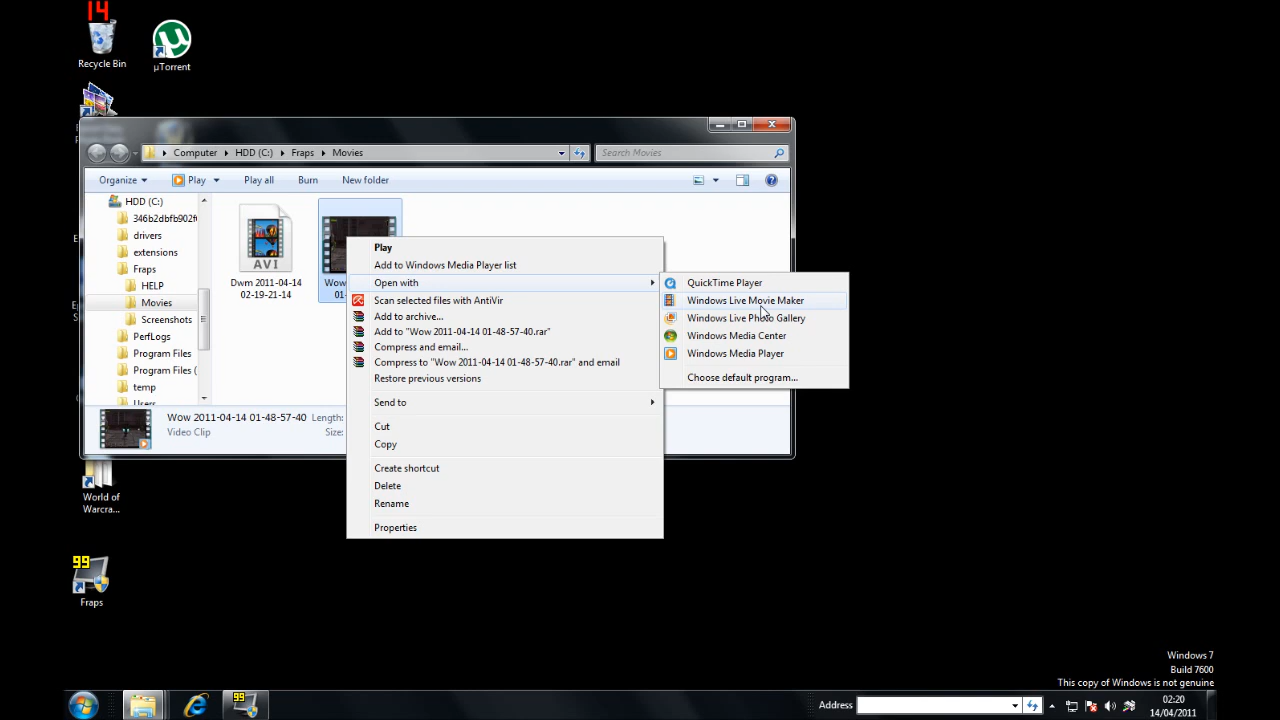 14
Recycle Bin
µTorrent
Computer
HDD (C:)
Fraps
Movies
Search Movies
Organize
Play
Play all
Burn
New folder
HDD (C:)
346b2dbfb902f
drivers
extensions
Fraps
HELP
Movies
Screenshots
PerfLogs
Program Files
Program Files (
temp
Users
AVI
Dwm 2011-04-14
02-19-21-14
Wow
01-
Play
Add to Windows Media Player list
Open with
Scan selected files with AntiVir
Add to archive...
Add to "Wow 2011-04-14 01-48-57-40.rar"
Compress and email...
Compress to "Wow 2011-04-14 01-48-57-40.rar" and email
Restore previous versions
Send to
Cut
Copy
Create shortcut
Delete
Rename
Properties
QuickTime Player
Windows Live Movie Maker
Windows Live Photo Gallery
Windows Media Center
Windows Media Player
Choose default program...
Wow 2011-04-14 01-48-57-40
Length:
Video Clip
Size:
World of
Warcra...
99
Fraps
Windows 7
Build 7600
This copy of Windows is not genuine
99
Address
02:20
14/04/2011